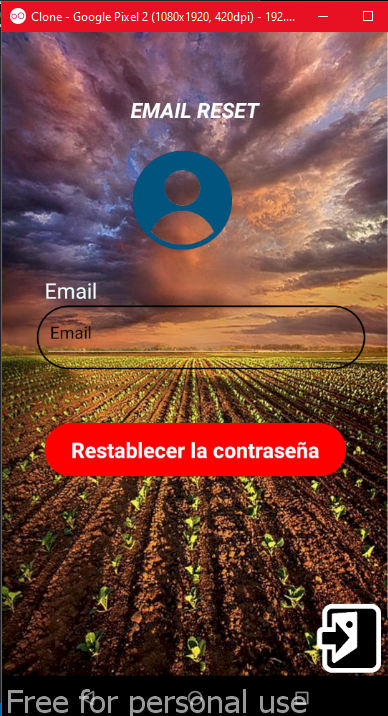 Clone - Google Pixel 2 (1080x1920, 420dpi) - 192....
EMAIL RESET
Email
Email
Restablecer la contraseña
Free for personal use